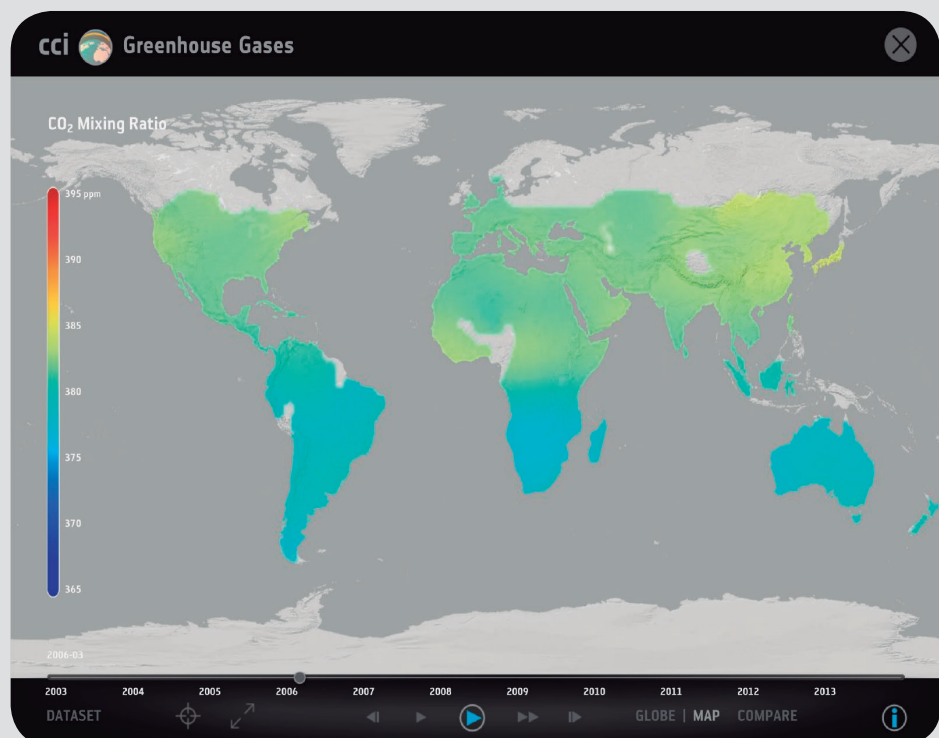 cci Greenhouse Gases
CO₂ Mixing Ratio
395 ppm
390
385
380
375
370
365
2006-03
2003 2004 2005 2006 2007 2008 2009 2010 2011 2012 2013
DATASET GLOBE | MAP COMPARE